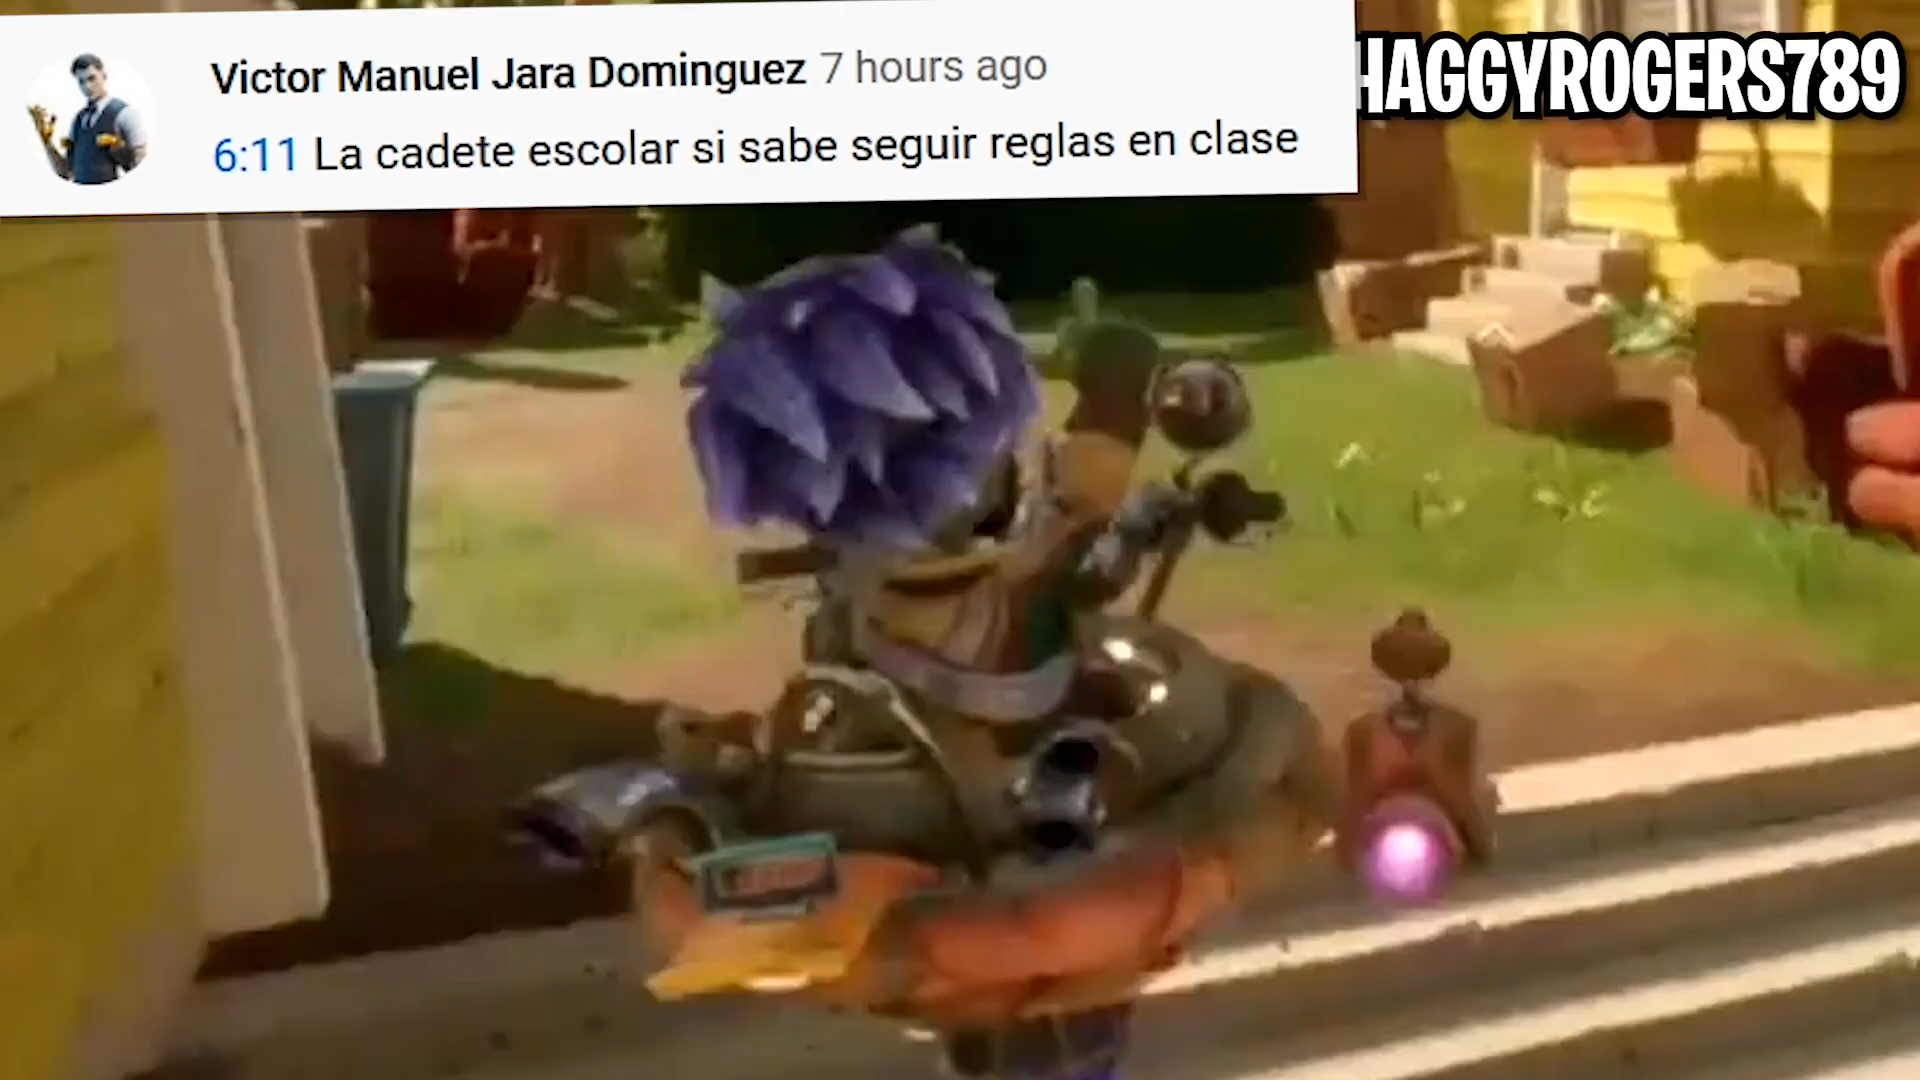 Victor Manuel Jara Dominguez 7 hours ago
6:11 La cadete escolar si sabe seguir reglas en clase
HAGGYROGERS789